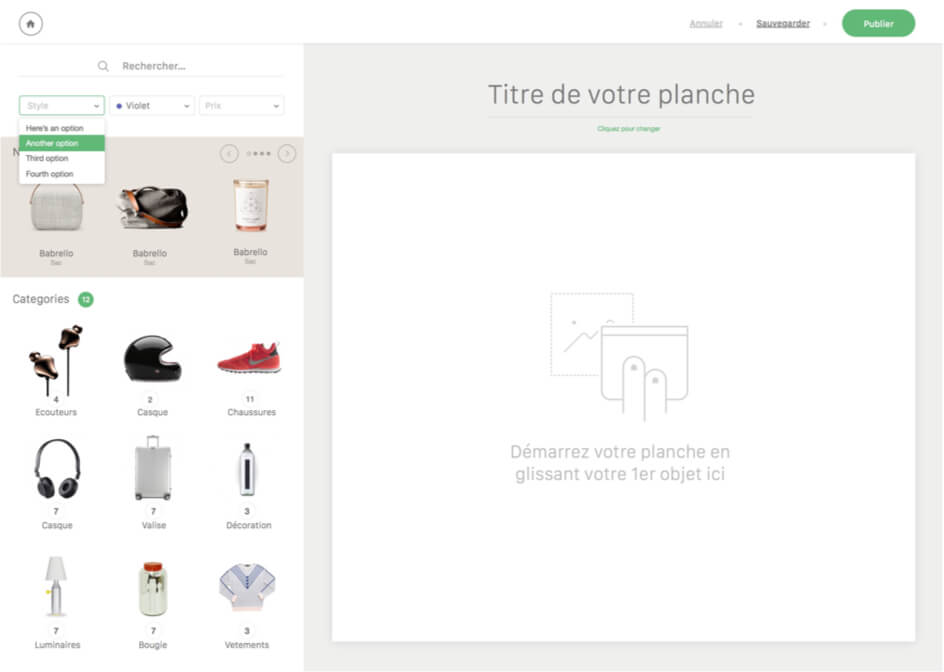 Annuler
Sauvegarder
Publier
Rechercher...
Style
Violet
Prix
Here's an option
Another option
Third option
Fourth option
N
Babrello
Sac
Babrello
Sac
Babrello
Sac
Categories 12
4
Ecouteurs
2
Casque
11
Chaussures
7
Casque
7
Valise
3
Décoration
7
Luminaires
7
Bougie
3
Vetements
Titre de votre planche
Cliquez pour changer
Démarrez votre planche en
glissant votre 1er objet ici